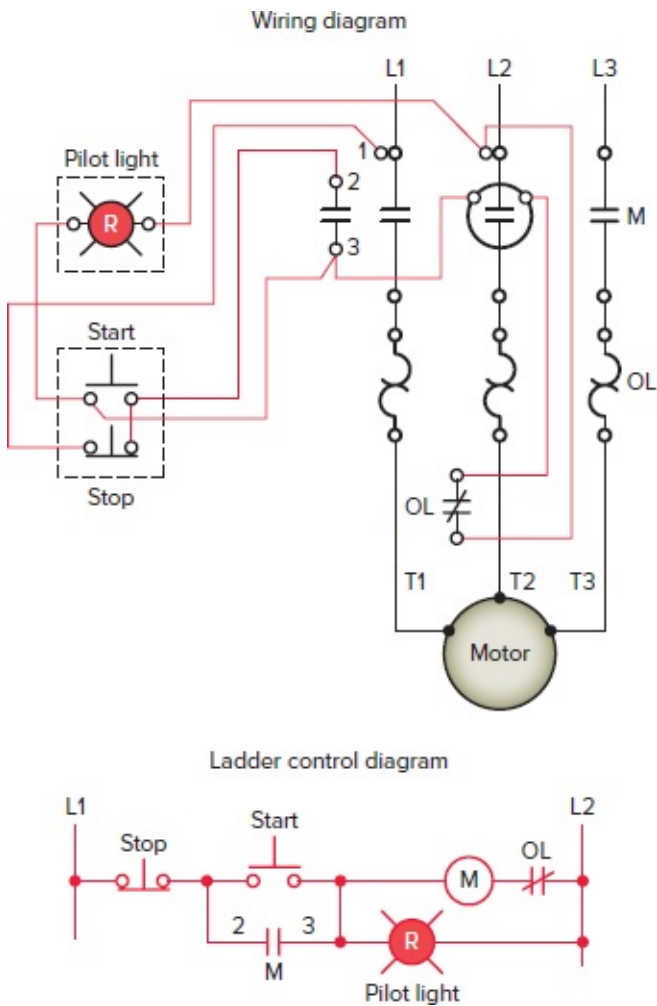 Wiring diagram
L1 L2 L3
1
Pilot light
2
R
M
3
Start
OL
Stop
OL
T1 T2 T3
Motor
Ladder control diagram
L1 L2
Stop Start OL
M
2 3
R
M
Pilot light